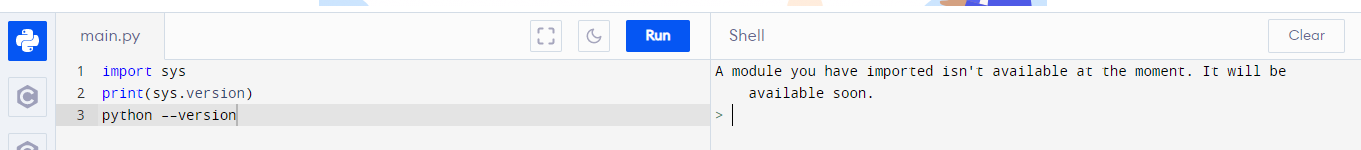 main.py
Run
Shell
Clear
1 import sys
2 print(sys.version)
3 python --version
A module you have imported isn't available at the moment. It will be
available soon.
>